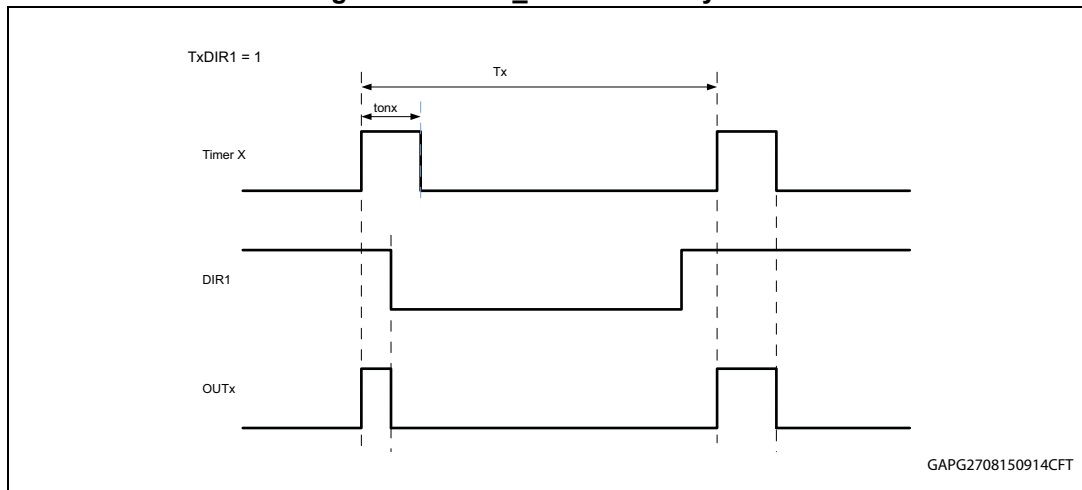 TxDIR1 = 1
Tx
tonx
Timer X
DIR1
OUTx
GAPG2708150914CFT